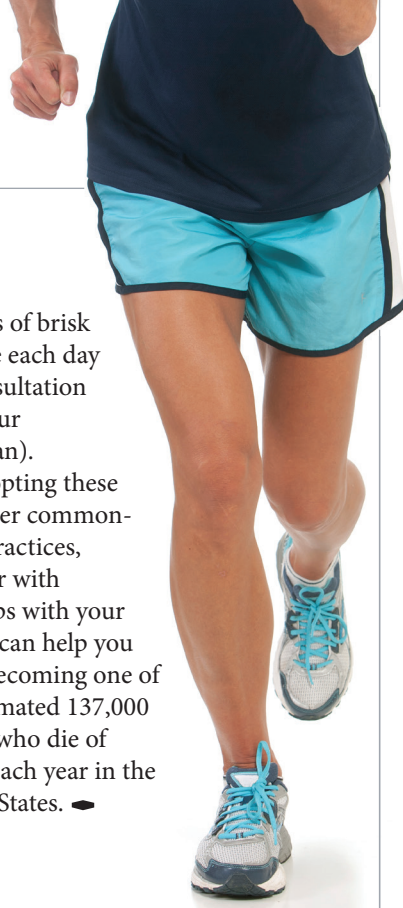 s of brisk
e each day
sultation
ur
an).
pting these
er common-
ractices,
r with
ps with your
can help you
ecoming one of
mated 137,000
who die of
ach year in the
States.